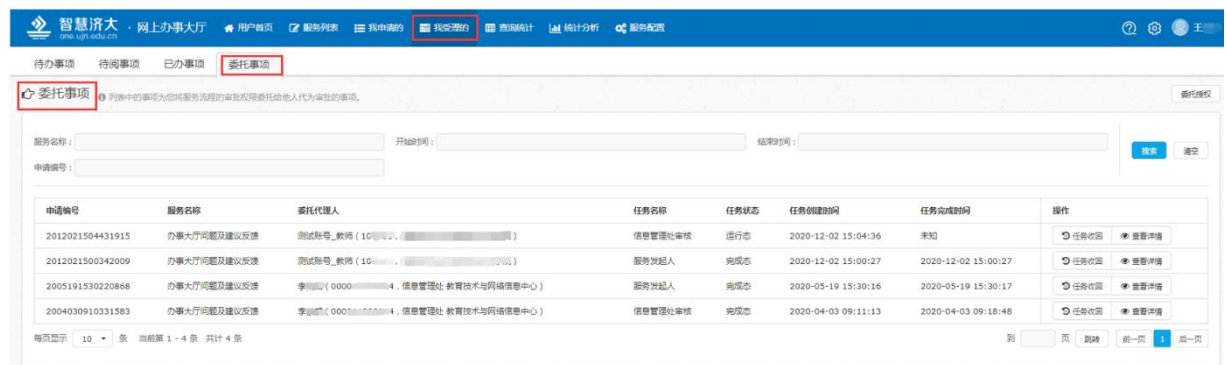 智慧济大 · 网上办事大厅 用户首页 服务列表 我申请的 我受理的 查询统计 统计分析 服务配置 王
one.ujn.edu.cn
待办事项 待阅事项 已办事项 委托事项
委托事项 列表中的事项为您将服务流程的审批权限委托给他人代为审批的事项。 委托授权
服务名称: 开始时间: 结束时间: 搜索 清空
申请编号:
申请编号 服务名称 委托代理人 任务名称 任务状态 任务创建时间 任务完成时间 操作
2012021504431915 办事大厅问题及建议反馈 测试账号_教师 ( 10 ) 信息管理处审核 运行态 2020-12-02 15:04:36 未知 任务收回 查看详情
2012021500342009 办事大厅问题及建议反馈 测试账号_教师 ( 10 ) 服务发起人 完成态 2020-12-02 15:00:27 2020-12-02 15:00:27 任务收回 查看详情
2005191530220868 办事大厅问题及建议反馈 李 ( 0000 4 , 信息管理处 教育技术与网络信息中心 ) 服务发起人 完成态 2020-05-19 15:30:16 2020-05-19 15:30:17 任务收回 查看详情
2004030910331583 办事大厅问题及建议反馈 李 ( 000 4 , 信息管理处 教育技术与网络信息中心 ) 信息管理处审核 完成态 2020-04-03 09:11:13 2020-04-03 09:18:48 任务收回 查看详情
每页显示 10 条 当前第 1 - 4 条 共计 4 条 到 页 跳转 前一页 1 后一页